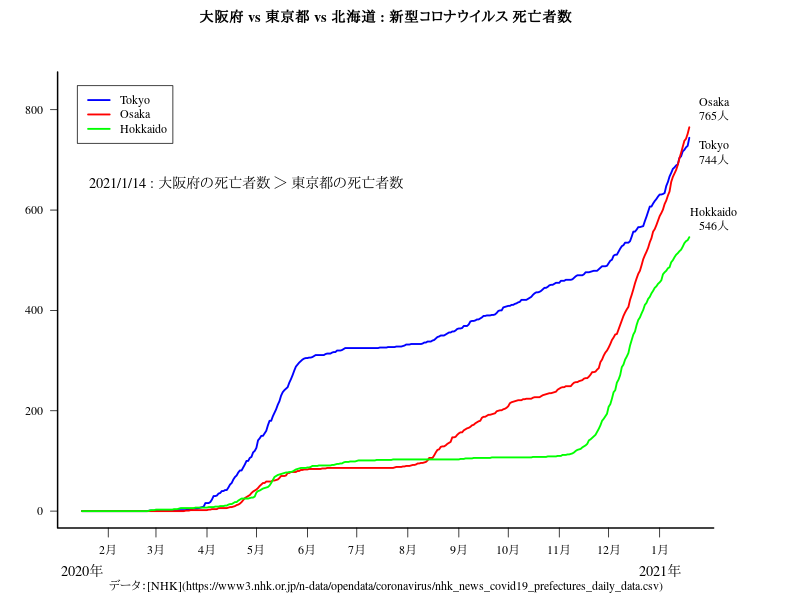 大阪府 vs 東京都 vs 北海道 : 新型コロナウイルス 死亡者数
Tokyo
Osaka
Hokkaido
2021/1/14 : 大阪府の死亡者数 ＞ 東京都の死亡者数
Osaka
765人
Tokyo
744人
Hokkaido
546人
800
600
400
200
0
2月 3月 4月 5月 6月 7月 8月 9月 10月 11月 12月 1月
2020年 2021年
データ：[NHK](https://www3.nhk.or.jp/n-data/opendata/coronavirus/nhk_news_covid19_prefectures_daily_data.csv)